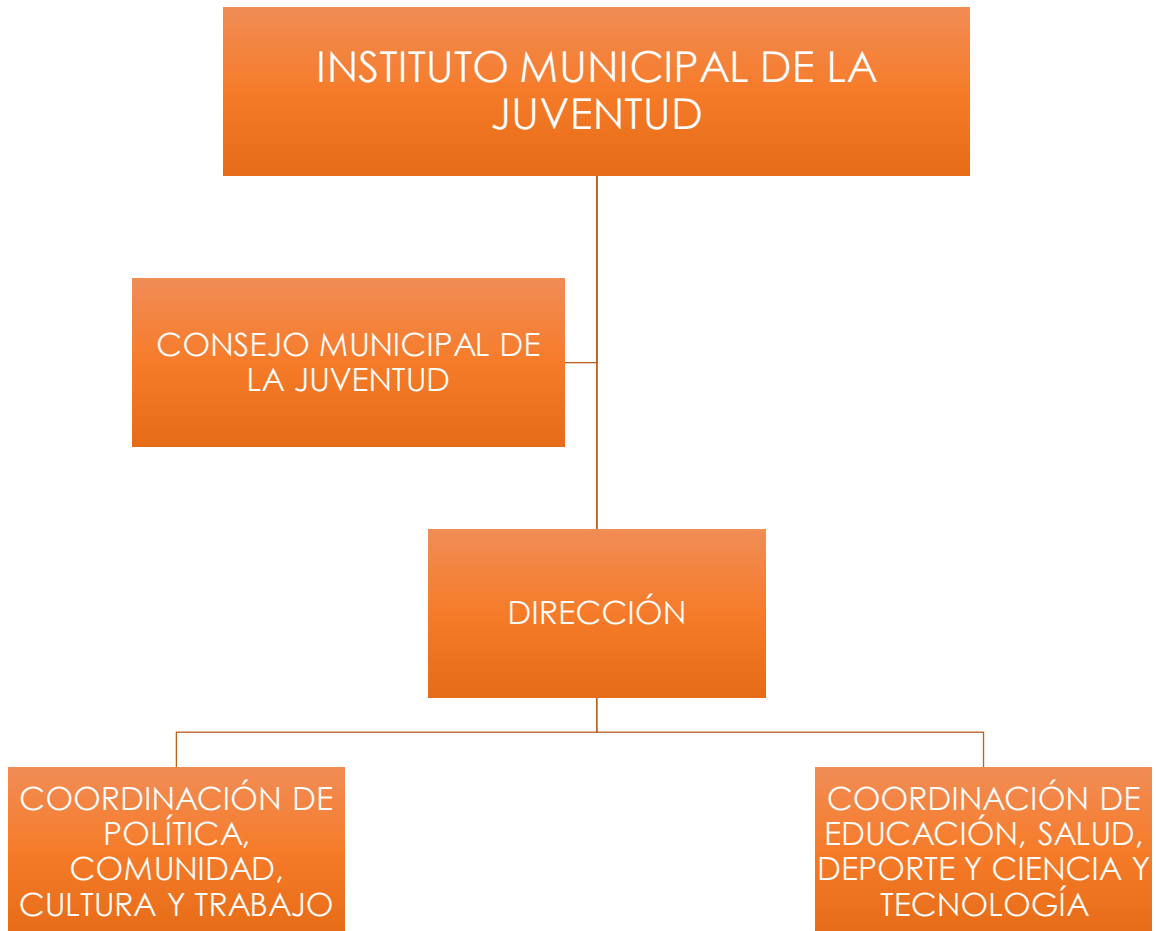 INSTITUTO MUNICIPAL DE LA
JUVENTUD
CONSEJO MUNICIPAL DE
LA JUVENTUD
DIRECCIÓN
COORDINACIÓN DE
POLÍTICA,
COMUNIDAD,
CULTURA Y TRABAJO
COORDINACIÓN DE
EDUCACIÓN, SALUD,
DEPORTE Y CIENCIA Y
TECNOLOGÍA